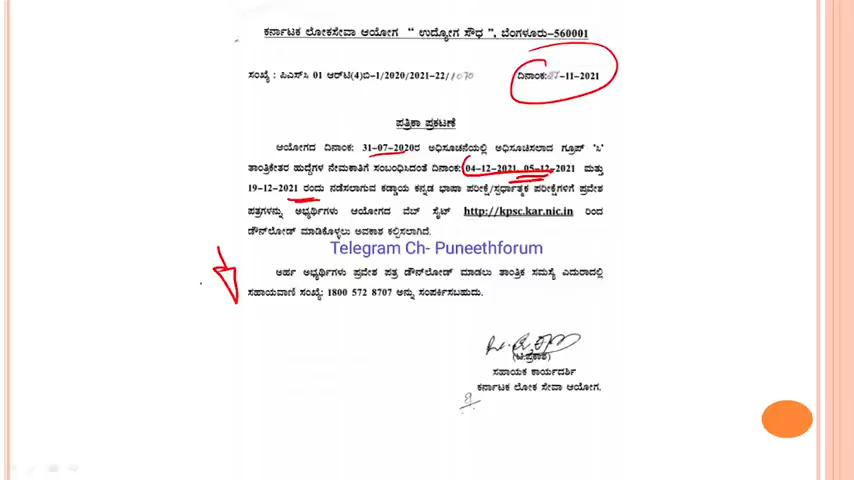 ಕರ್ನಾಟಕ ಲೋಕಸೇವಾ ಆಯೋಗ “ ಉದ್ಯೋಗ ಸೌಧ ”, ಬೆಂಗಳೂರು-560001
ಸಂಖ್ಯೆ : ಪಿಎಸ್‌ಸಿ 01 ಆರ್‌ಟಿ(4)ಬಿ-1/2020/2021-22/1070 ದಿನಾಂಕ:27-11-2021
ಪತ್ರಿಕಾ ಪ್ರಕಟಣೆ
ಆಯೋಗದ ದಿನಾಂಕ: 31-07-2020ರ ಅಧಿಸೂಚನೆಯಲ್ಲಿ ಅಧಿಸೂಚಿಸಲಾದ ಗ್ರೂಪ್ 'ಸಿ'
ತಾಂತ್ರಿಕೇತರ ಹುದ್ದೆಗಳ ನೇಮಕಾತಿಗೆ ಸಂಬಂಧಿಸಿದಂತೆ ದಿನಾಂಕ: 04-12-2021, 05-12-2021 ಮತ್ತು
19-12-2021 ರಂದು ನಡೆಸಲಾಗುವ ಕಡ್ಡಾಯ ಕನ್ನಡ ಭಾಷಾ ಪರೀಕ್ಷೆ/ಸ್ಪರ್ಧಾತ್ಮಕ ಪರೀಕ್ಷೆಗಳಿಗೆ ಪ್ರವೇಶ
ಪತ್ರಗಳನ್ನು ಅಭ್ಯರ್ಥಿಗಳು ಆಯೋಗದ ವೆಬ್ ಸೈಟ್ http://kpsc.kar.nic.in ರಿಂದ
ಡೌನ್‌ಲೋಡ್ ಮಾಡಿಕೊಳ್ಳಲು ಅವಕಾಶ ಕಲ್ಪಿಸಲಾಗಿದೆ.
Telegram Ch- Puneethforum
ಅರ್ಹ ಅಭ್ಯರ್ಥಿಗಳು ಪ್ರವೇಶ ಪತ್ರ ಡೌನ್‌ಲೋಡ್ ಮಾಡಲು ತಾಂತ್ರಿಕ ಸಮಸ್ಯೆ ಎದುರಾದಲ್ಲಿ
ಸಹಾಯವಾಣಿ ಸಂಖ್ಯೆ: 1800 572 8707 ಅನ್ನು ಸಂಪರ್ಕಿಸಬಹುದು.
(ಟಿ.ಪ್ರಕಾಶ)
ಸಹಾಯಕ ಕಾರ್ಯದರ್ಶಿ
ಕರ್ನಾಟಕ ಲೋಕ ಸೇವಾ ಆಯೋಗ.